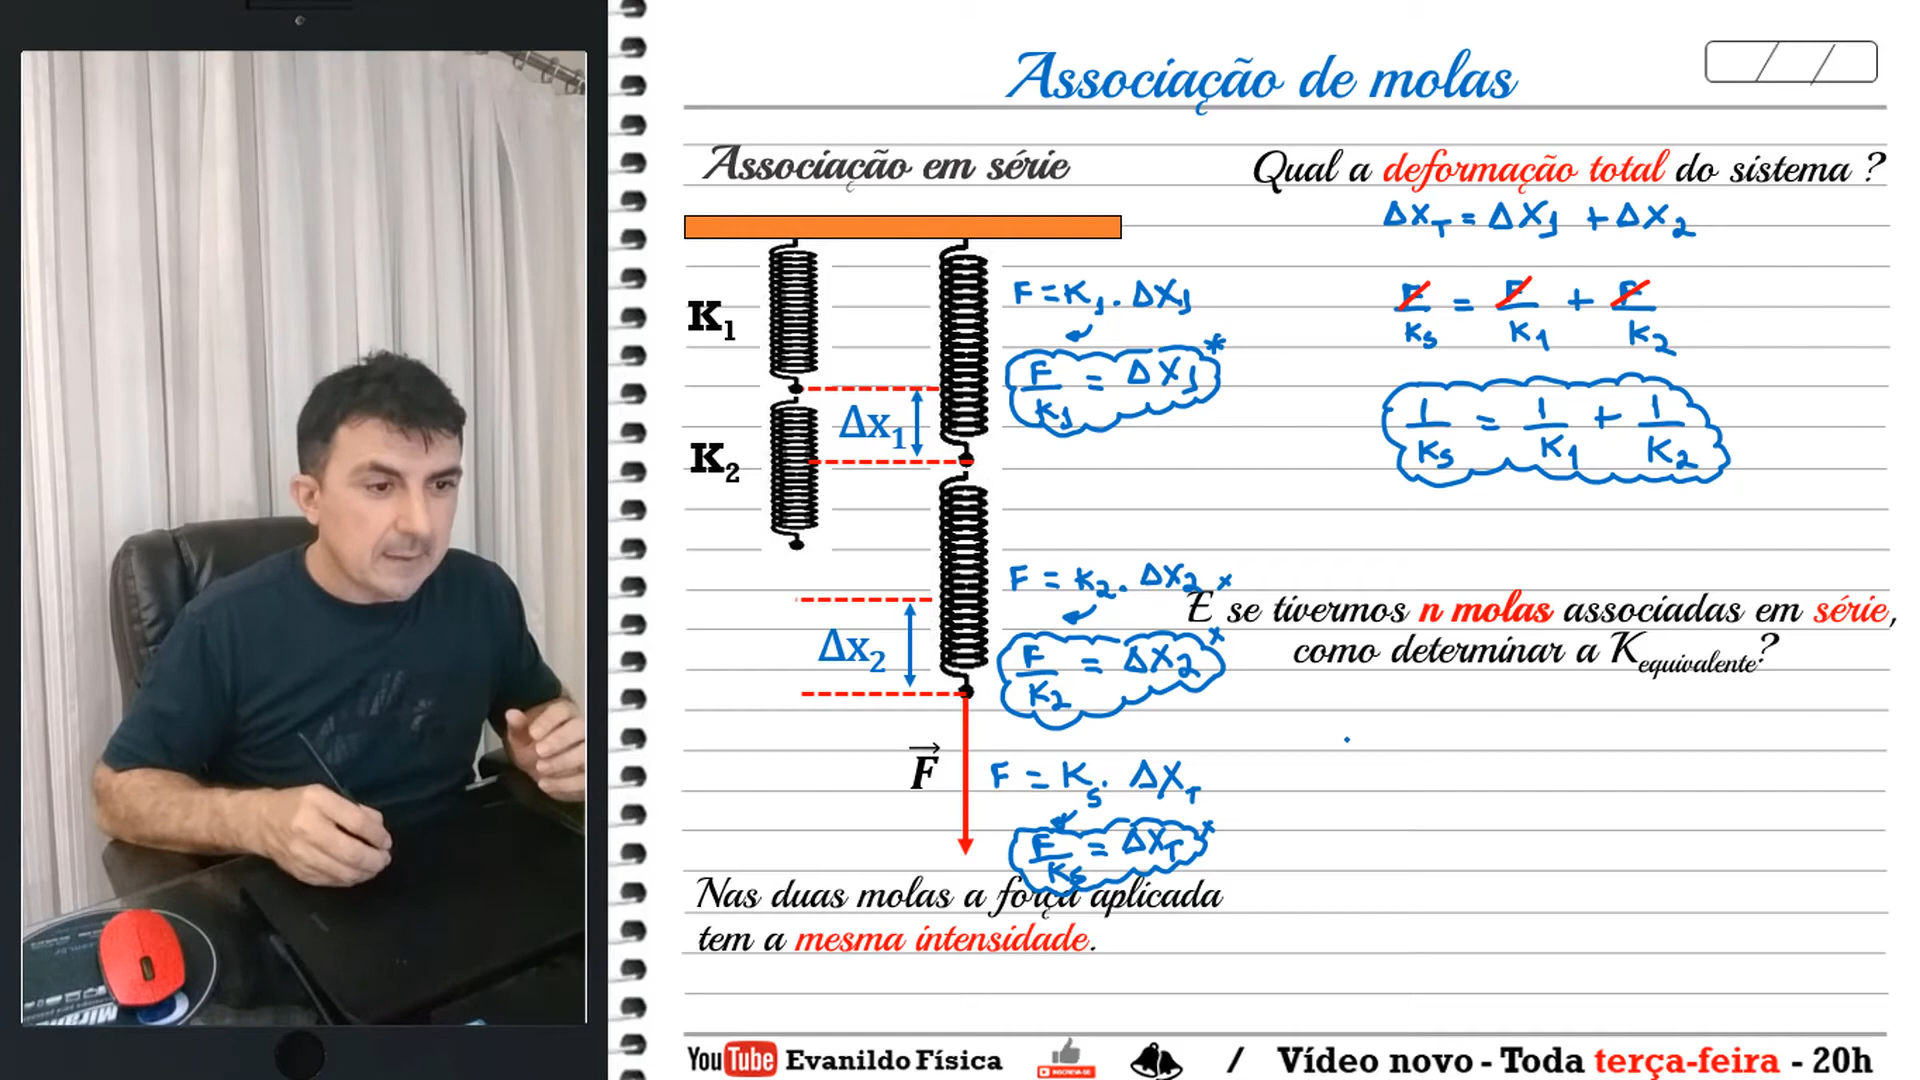 Associação de molas
Associação em série
K1
K2
Δx1
Δx2
F = K1 . ΔX1
F/K1 = ΔX1 *
F = K2 . ΔX2 x
F/K2 = ΔX2 x
F
F = Ks . ΔXT
F/Ks = ΔXT x
Nas duas molas a força aplicada
tem a mesma intensidade.
Qual a deformação total do sistema ?
ΔXT = ΔX1 + ΔX2
F/Ks = F/K1 + F/K2
1/Ks = 1/K1 + 1/K2
E se tivermos n molas associadas em série,
como determinar a Kequivalente?
YouTube Evanildo Física INSCREVA-SE / Vídeo novo - Toda terça-feira - 20h